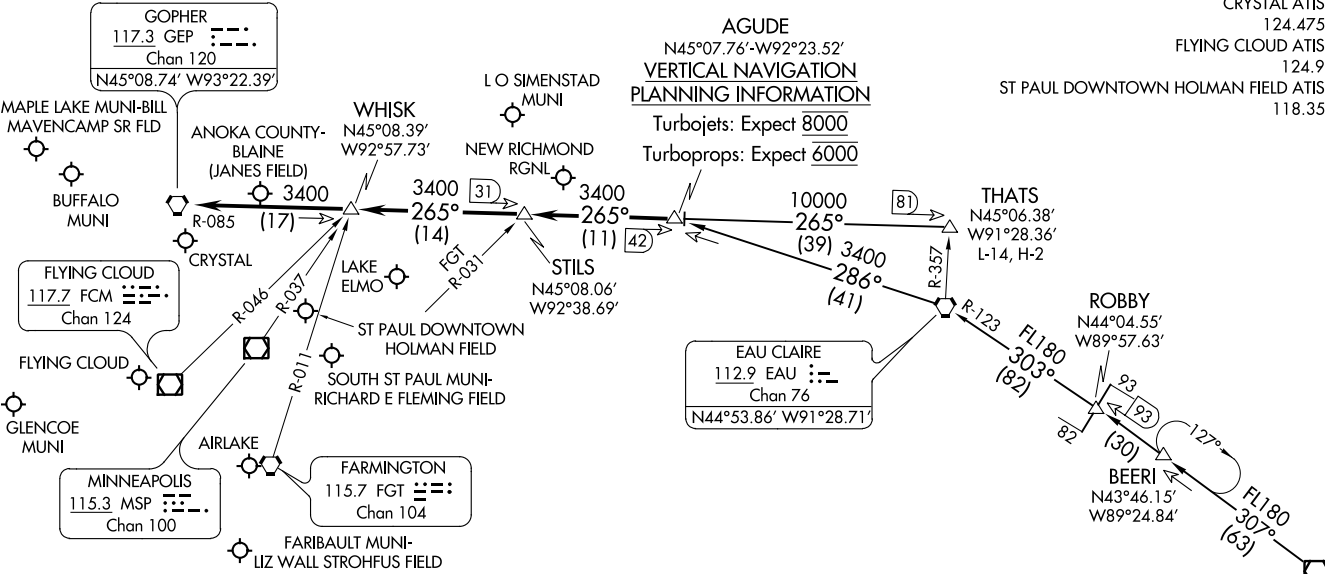 CRYSTAL ATIS
124.475
FLYING CLOUD ATIS
124.9
ST PAUL DOWNTOWN HOLMAN FIELD ATIS
118.35
GOPHER
117.3 GEP
Chan 120
N45°08.74' W93°22.39'
MAPLE LAKE MUNI-BILL
MAVENCAMP SR FLD
BUFFALO
MUNI
ANOKA COUNTY-
BLAINE
(JANES FIELD)
WHISK
N45°08.39'
W92°57.73'
L O SIMENSTAD
MUNI
NEW RICHMOND
RGNL
AGUDE
N45°07.76'-W92°23.52'
VERTICAL NAVIGATION
PLANNING INFORMATION
Turbojets: Expect 8000
Turboprops: Expect 6000
R-085
3400
(17)
3400
265°
(14)
31
3400
265°
(11)
42
10000
265°
(39)
81
THATS
N45°06.38'
W91°28.36'
L-14, H-2
3400
286°
(41)
R-357
CRYSTAL
FLYING CLOUD
117.7 FCM
Chan 124
R-046
R-037
R-011
LAKE
ELMO
FGT
R-031
STILS
N45°08.06'
W92°38.69'
ST PAUL DOWNTOWN
HOLMAN FIELD
SOUTH ST PAUL MUNI-
RICHARD E FLEMING FIELD
FLYING CLOUD
GLENCOE
MUNI
EAU CLAIRE
112.9 EAU
Chan 76
N44°53.86' W91°28.71'
R-123
FL180
303°
(82)
ROBBY
N44°04.55'
W89°57.63'
93
93
82
(30)
127°
BEERI
N43°46.15'
W89°24.84'
FL180
307°
(63)
MINNEAPOLIS
115.3 MSP
Chan 100
AIRLAKE
FARMINGTON
115.7 FGT
Chan 104
FARIBAULT MUNI-
LIZ WALL STROHFUS FIELD